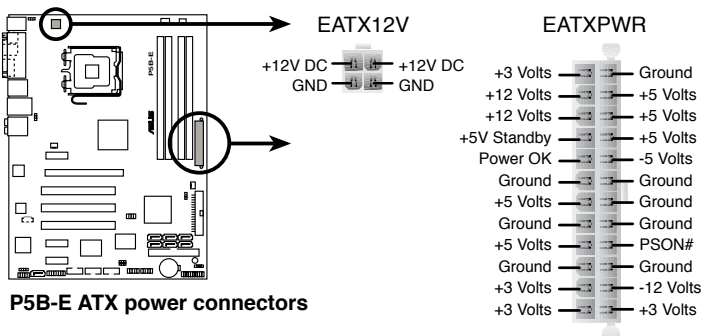 EATX12V
EATXPWR
+12V DC +12V DC
GND GND
+3 Volts Ground
+12 Volts +5 Volts
+12 Volts +5 Volts
+5V Standby +5 Volts
Power OK -5 Volts
Ground Ground
+5 Volts Ground
Ground Ground
+5 Volts PSON#
Ground Ground
+3 Volts -12 Volts
+3 Volts +3 Volts
P5B-E
ASUS
P5B-E ATX power connectors